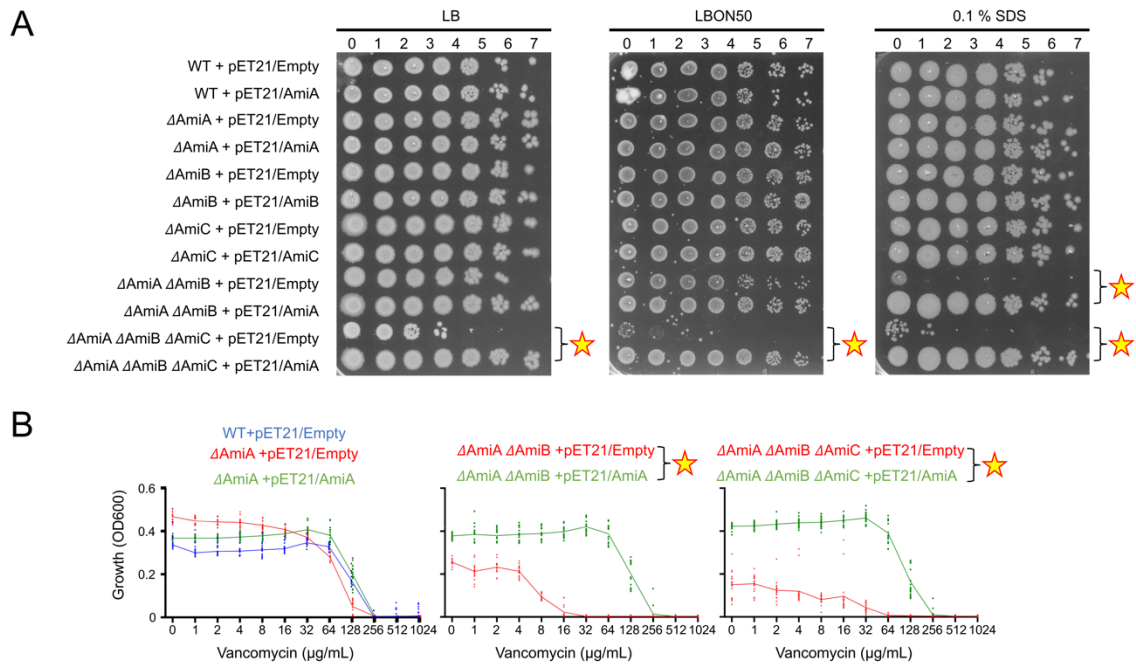 A
LB
LBON50
0.1 % SDS
0 1 2 3 4 5 6 7
0 1 2 3 4 5 6 7
0 1 2 3 4 5 6 7
WT + pET21/Empty
WT + pET21/AmiA
ΔAmiA + pET21/Empty
ΔAmiA + pET21/AmiA
ΔAmiB + pET21/Empty
ΔAmiB + pET21/AmiB
ΔAmiC + pET21/Empty
ΔAmiC + pET21/AmiC
ΔAmiA ΔAmiB + pET21/Empty
ΔAmiA ΔAmiB + pET21/AmiA
ΔAmiA ΔAmiB ΔAmiC + pET21/Empty
ΔAmiA ΔAmiB ΔAmiC + pET21/AmiA
B
WT+pET21/Empty
ΔAmiA +pET21/Empty
ΔAmiA +pET21/AmiA
ΔAmiA ΔAmiB +pET21/Empty
ΔAmiA ΔAmiB +pET21/AmiA
ΔAmiA ΔAmiB ΔAmiC +pET21/Empty
ΔAmiA ΔAmiB ΔAmiC +pET21/AmiA
Growth (OD600)
0.6
0.4
0.2
0
0 1 2 4 8 16 32 64 128 256 512 1024
0 1 2 4 8 16 32 64 128 256 512 1024
0 1 2 4 8 16 32 64 128 256 512 1024
Vancomycin (µg/mL)
Vancomycin (µg/mL)
Vancomycin (µg/mL)